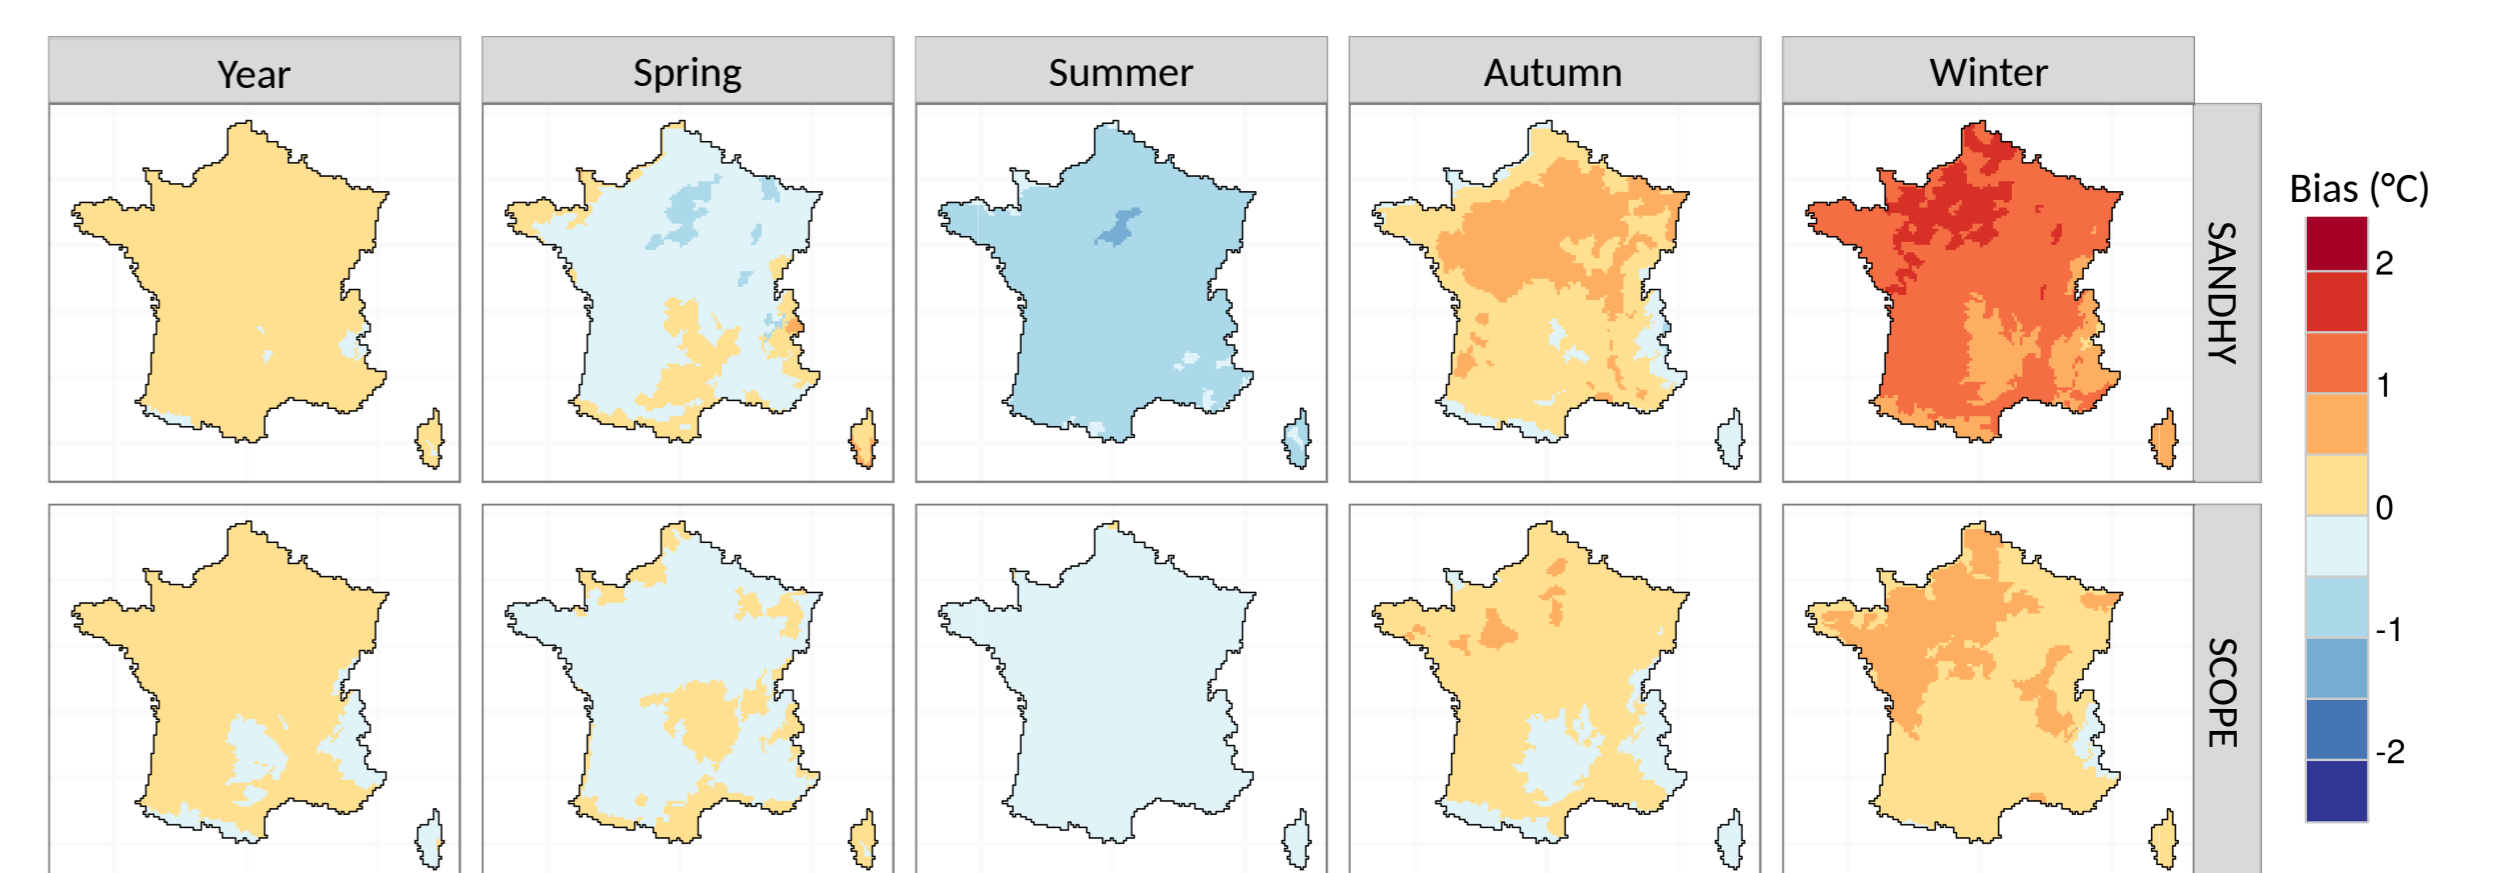 Year
Spring
Summer
Autumn
Winter
SANDHY
SCOPE
Bias (°C)
2
1
0
-1
-2